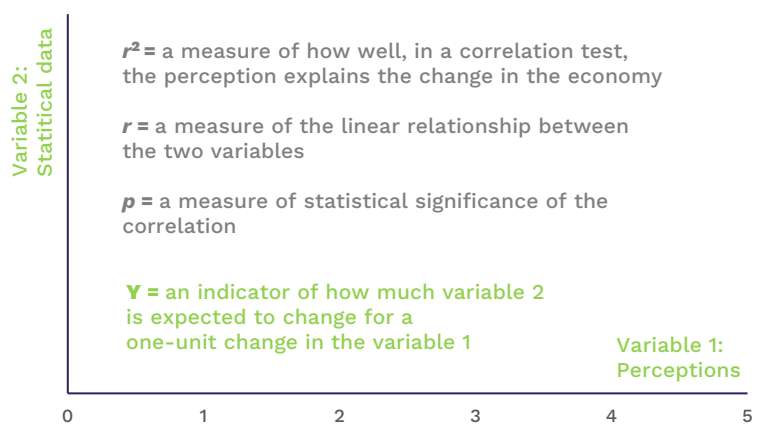 Variable 2:
Statitical data
r² = a measure of how well, in a correlation test,
the perception explains the change in the economy
r = a measure of the linear relationship between
the two variables
p = a measure of statistical significance of the
correlation
Y = an indicator of how much variable 2
is expected to change for a
one-unit change in the variable 1
Variable 1:
Perceptions
0 1 2 3 4 5